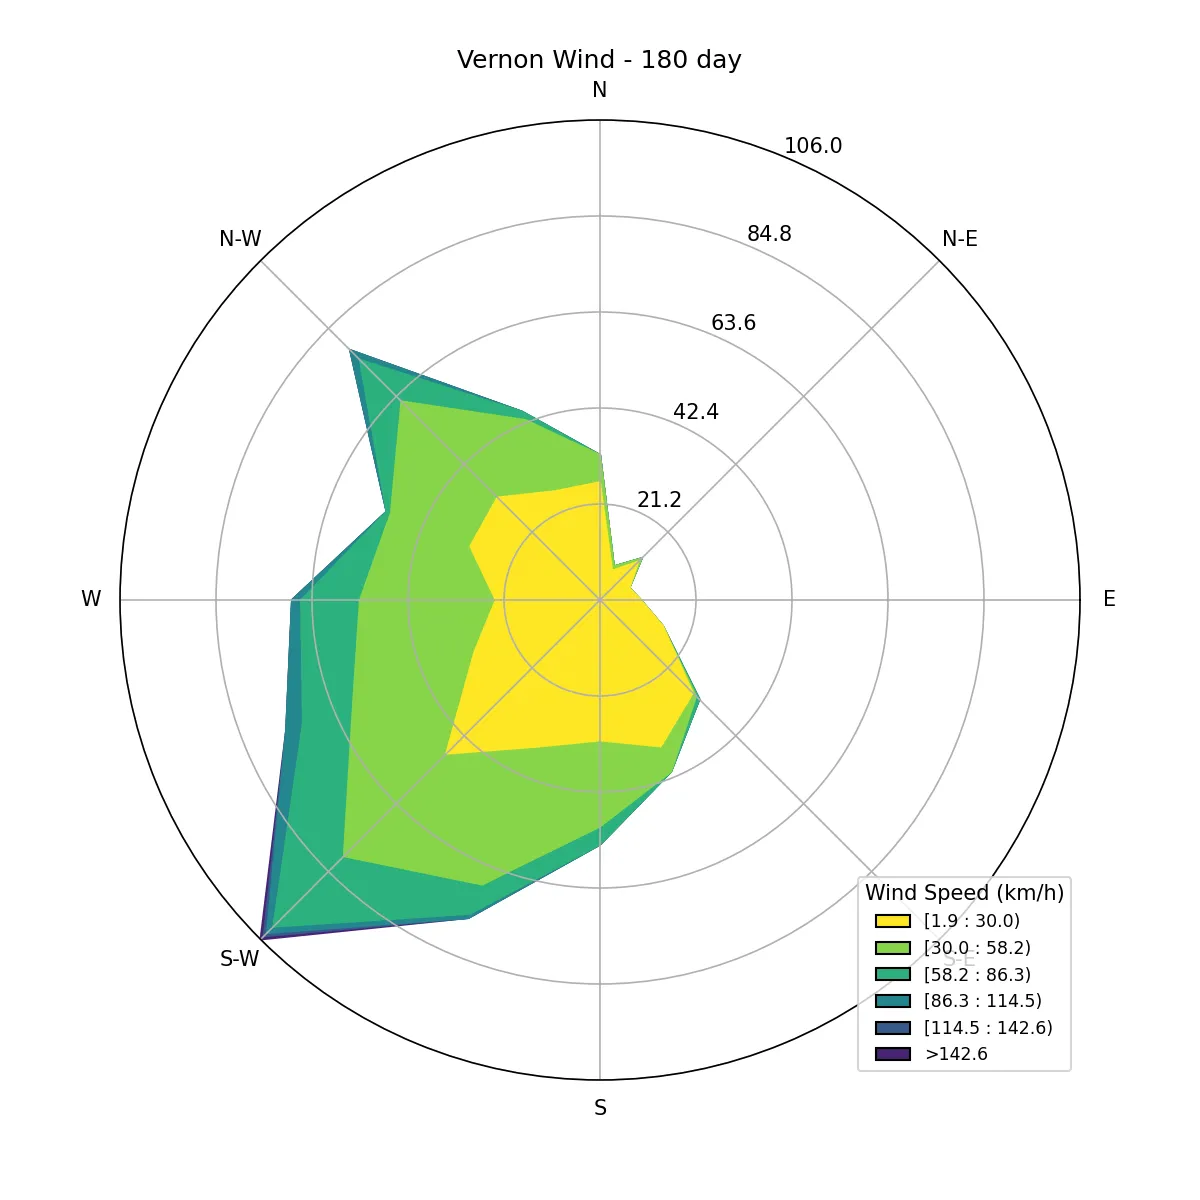 Vernon Wind - 180 day
N
106.0
N-W
84.8
N-E
63.6
42.4
21.2
W
E
S-W
S-E
S
Wind Speed (km/h)
[1.9 : 30.0)
[30.0 : 58.2)
[58.2 : 86.3)
[86.3 : 114.5)
[114.5 : 142.6)
>142.6